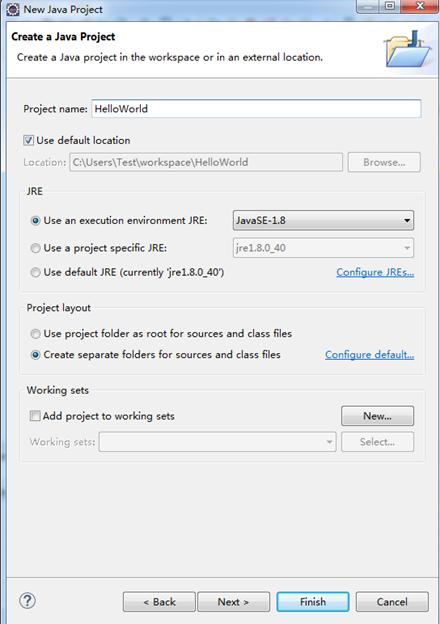 New Java Project
Create a Java Project
Create a Java project in the workspace or in an external location.
Project name: HelloWorld
Use default location
Location: C:\Users\Test\workspace\HelloWorld Browse...
JRE
Use an execution environment JRE: JavaSE-1.8
Use a project specific JRE: jre1.8.0_40
Use default JRE (currently 'jre1.8.0_40') Configure JREs...
Project layout
Use project folder as root for sources and class files
Create separate folders for sources and class files Configure default...
Working sets
Add project to working sets New...
Working sets: Select...
? < Back Next > Finish Cancel